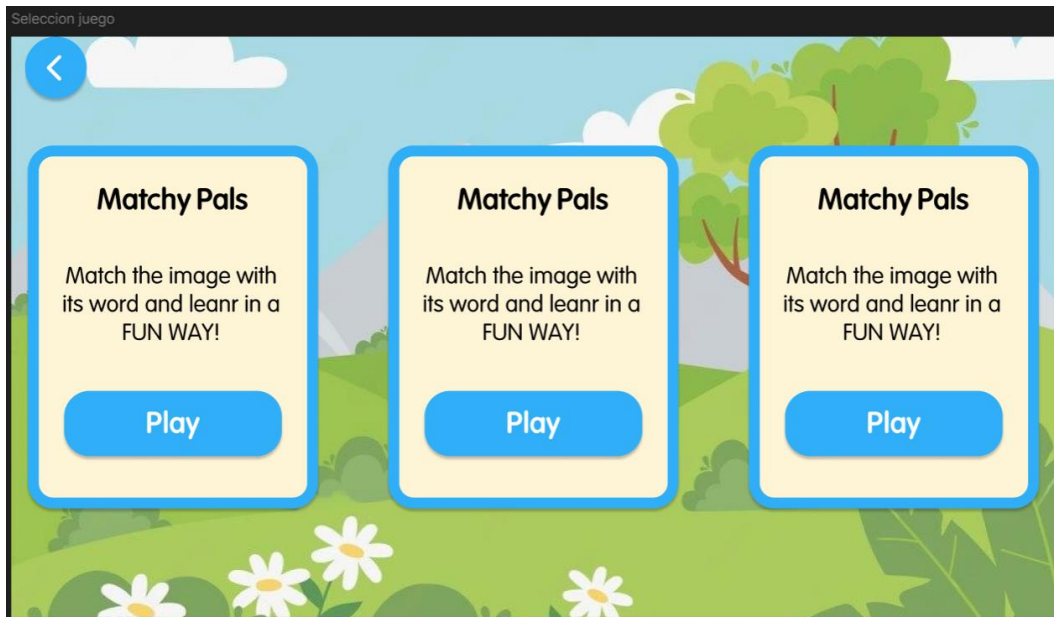 Seleccion juego
Matchy Pals
Match the image with
its word and leanr in a
FUN WAY!
Play
Matchy Pals
Match the image with
its word and leanr in a
FUN WAY!
Play
Matchy Pals
Match the image with
its word and leanr in a
FUN WAY!
Play